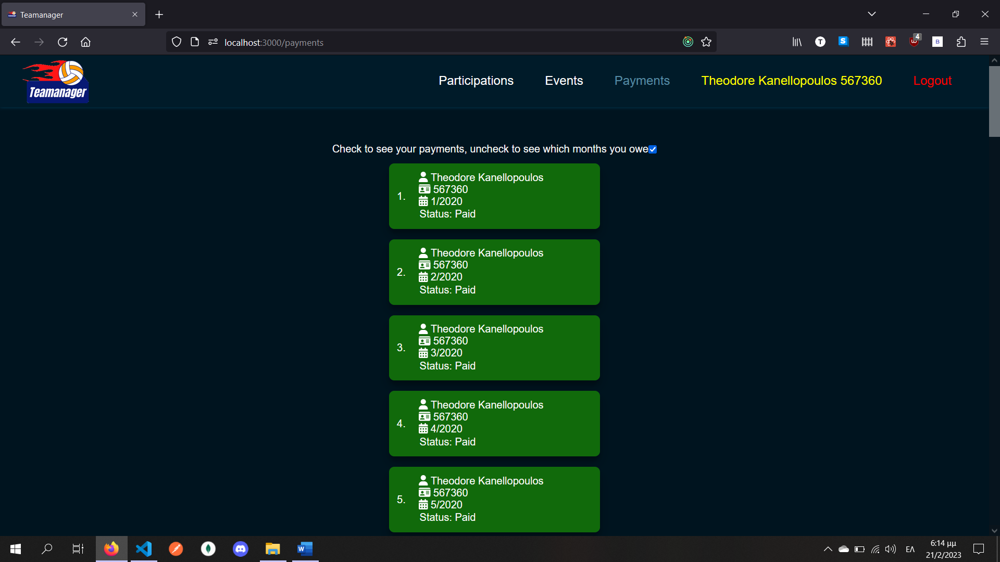 Teamanager
localhost:3000/payments
4
Teamanager
Participations
Events
Payments
Theodore Kanellopoulos 567360
Logout
Check to see your payments, uncheck to see which months you owe
1.
Theodore Kanellopoulos
567360
1/2020
Status: Paid
2.
Theodore Kanellopoulos
567360
2/2020
Status: Paid
3.
Theodore Kanellopoulos
567360
3/2020
Status: Paid
4.
Theodore Kanellopoulos
567360
4/2020
Status: Paid
5.
Theodore Kanellopoulos
567360
5/2020
Status: Paid
ΕΛ
6:14 μμ
21/2/2023